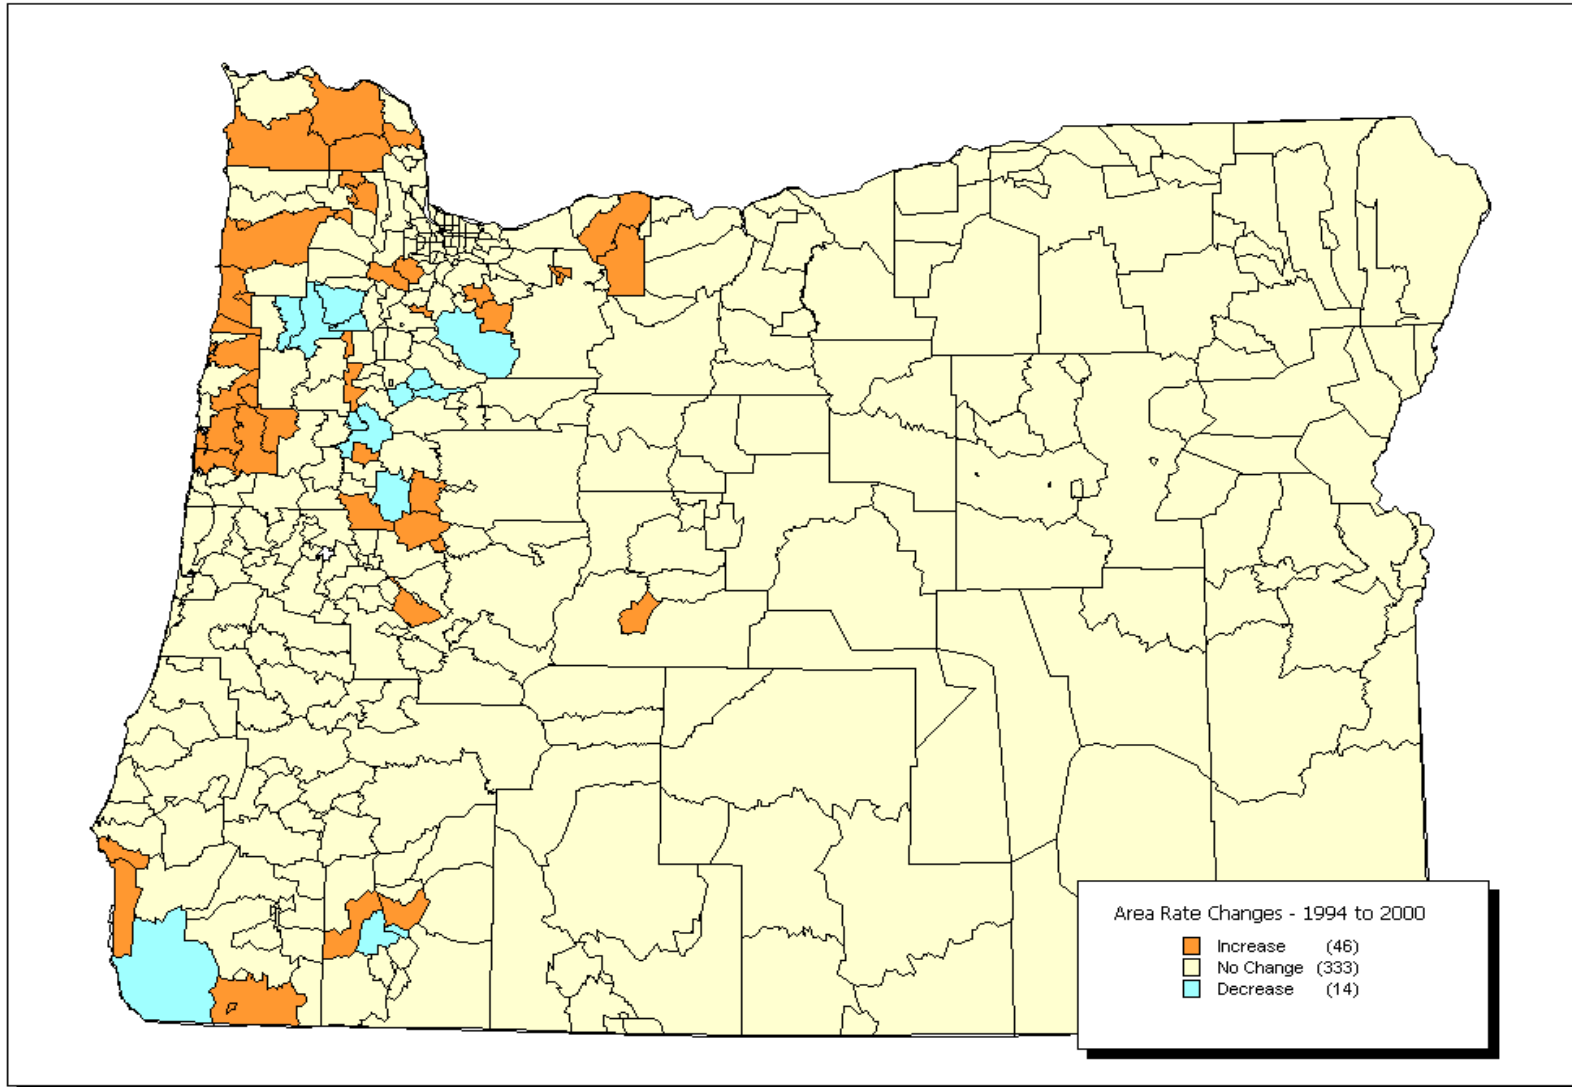 Area Rate Changes - 1994 to 2000
Increase (46)
No Change (333)
Decrease (14)